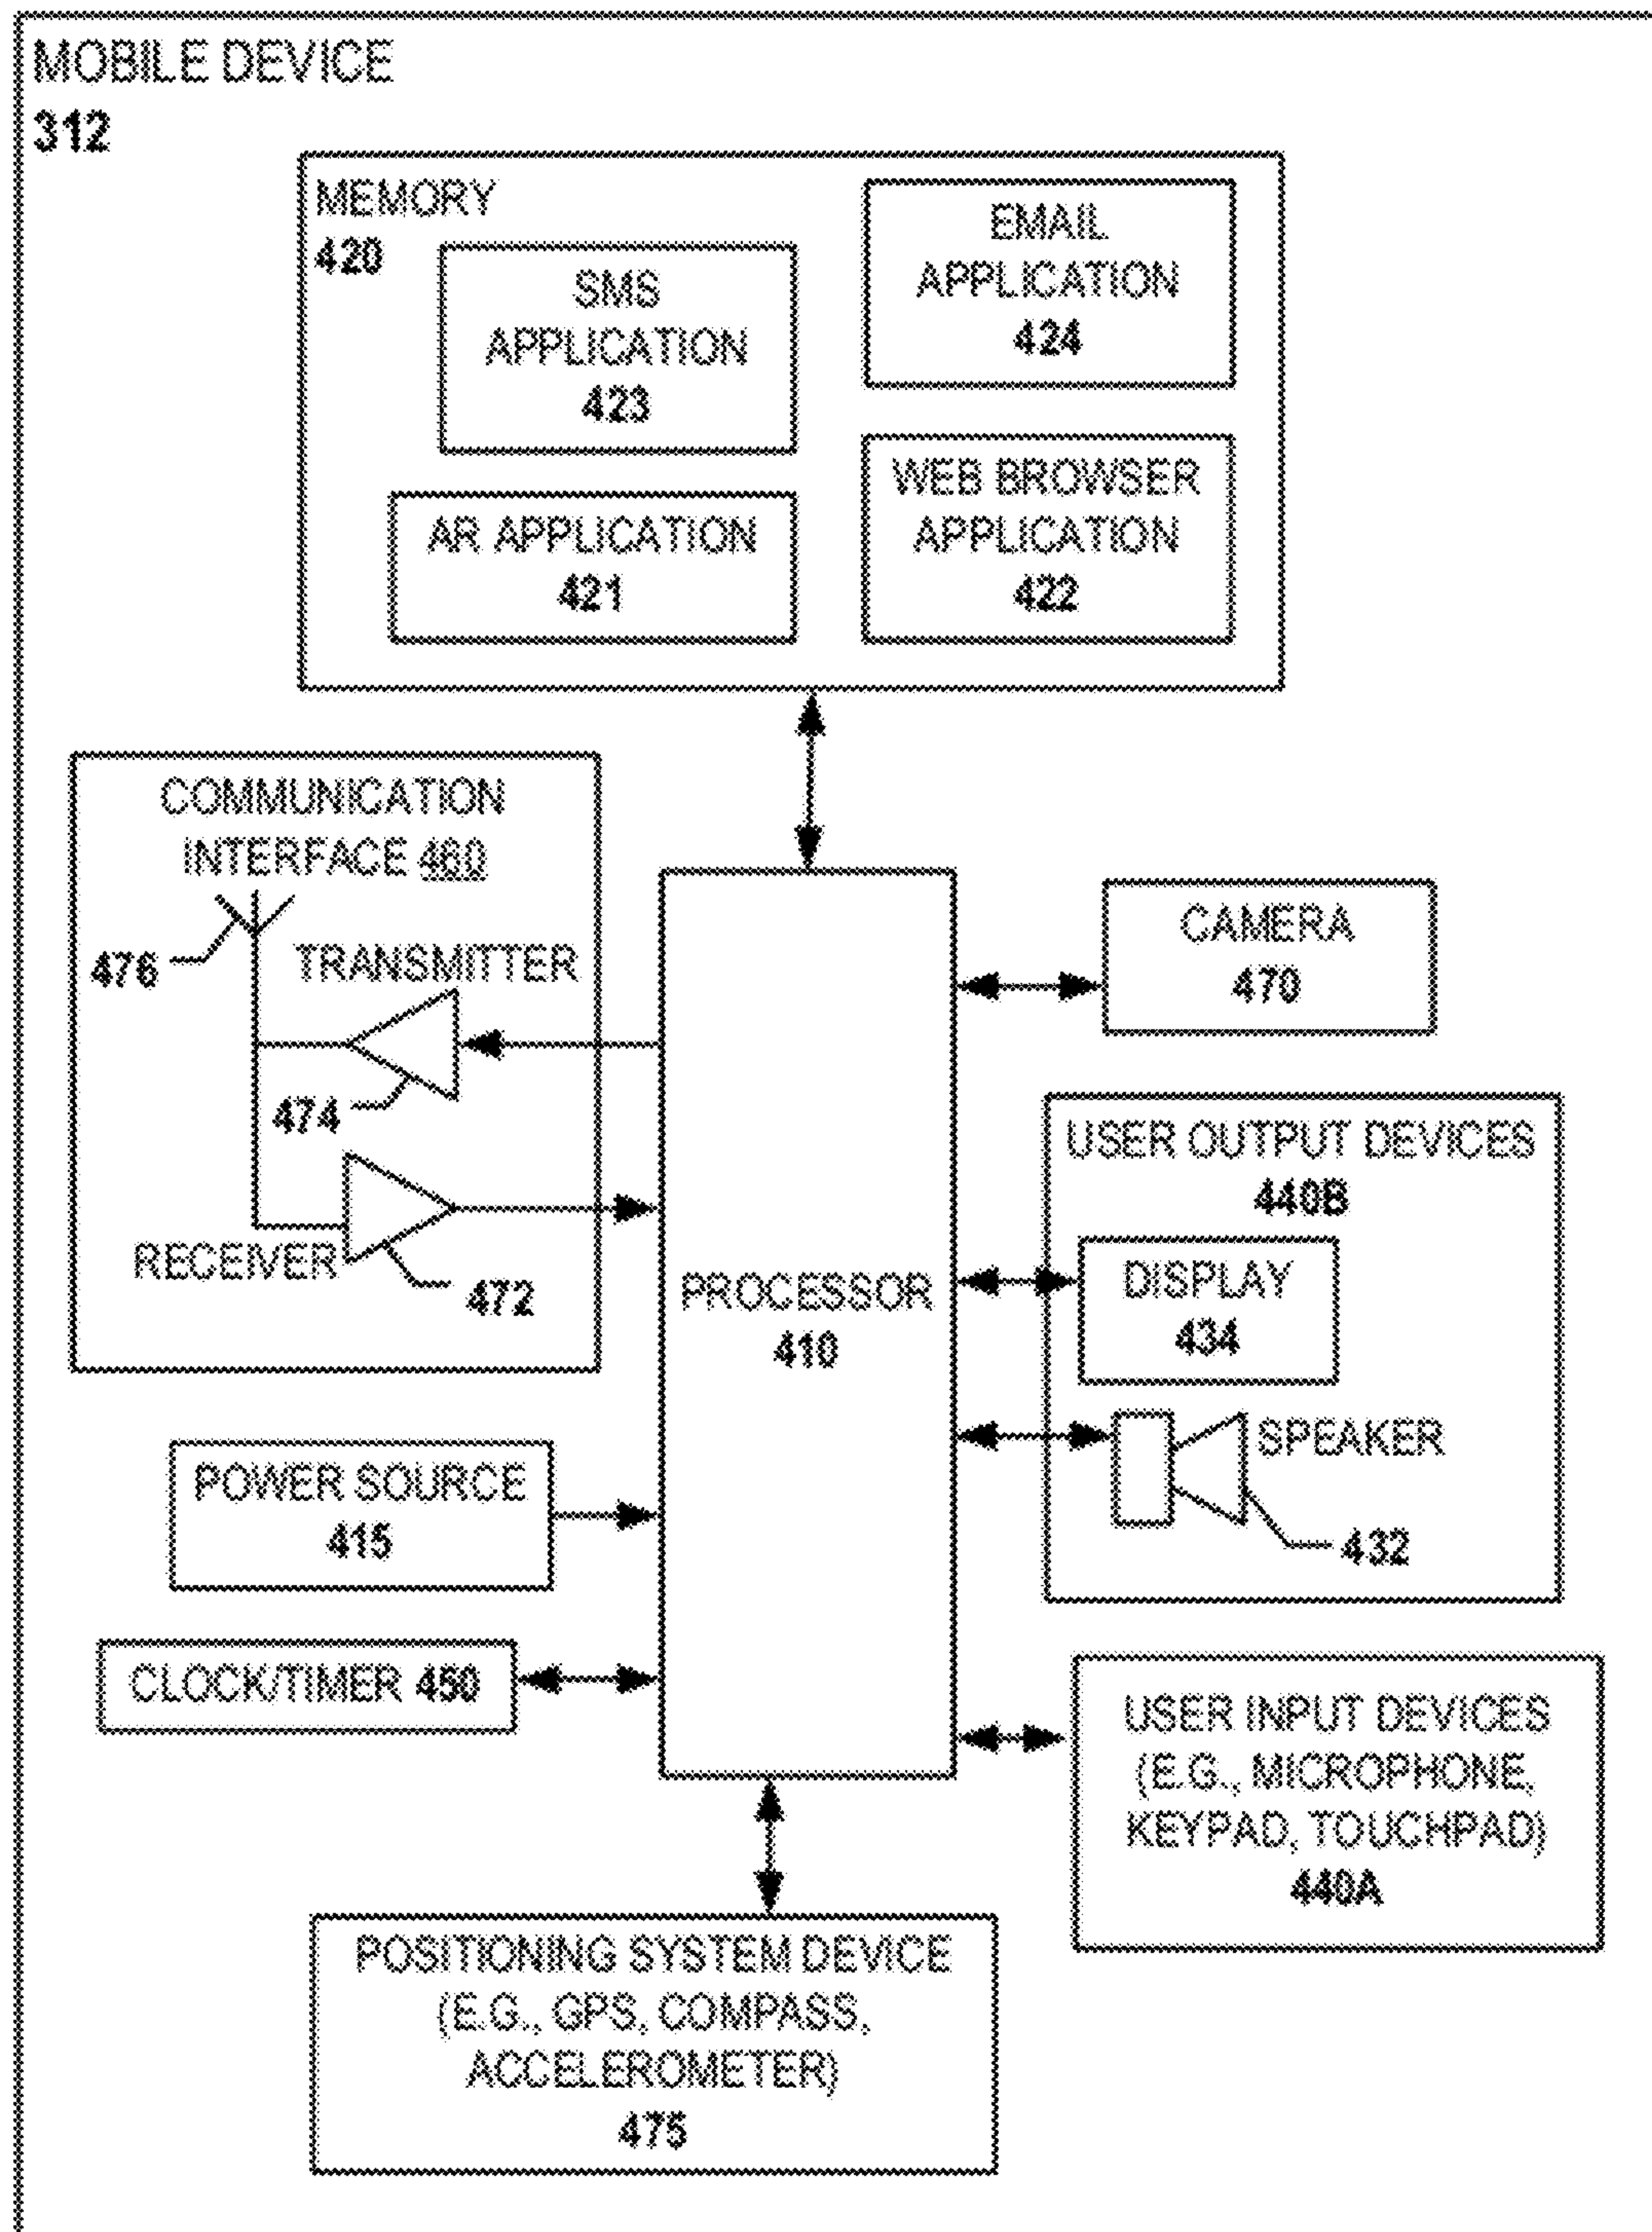 MOBILE DEVICE
312
MEMORY
420
SMS
APPLICATION
423
EMAIL
APPLICATION
424
AR APPLICATION
421
WEB BROWSER
APPLICATION
422
COMMUNICATION
INTERFACE 460
476
TRANSMITTER
474
RECEIVER
472
PROCESSOR
410
CAMERA
470
USER OUTPUT DEVICES
440B
DISPLAY
434
SPEAKER
432
POWER SOURCE
415
CLOCK/TIMER 450
USER INPUT DEVICES
(E.G., MICROPHONE,
KEYPAD, TOUCHPAD)
440A
POSITIONING SYSTEM DEVICE
(E.G., GPS, COMPASS,
ACCELEROMETER)
475